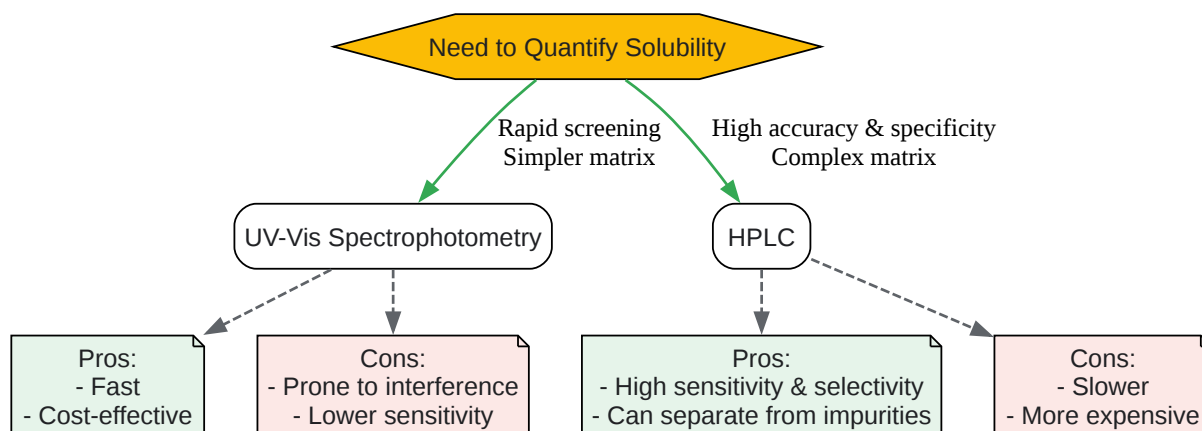 Need to Quantify Solubility
Rapid screening
Simpler matrix
High accuracy & specificity
Complex matrix
UV-Vis Spectrophotometry
HPLC
Pros:
- Fast
- Cost-effective
Cons:
- Prone to interference
- Lower sensitivity
Pros:
- High sensitivity & selectivity
- Can separate from impurities
Cons:
- Slower
- More expensive